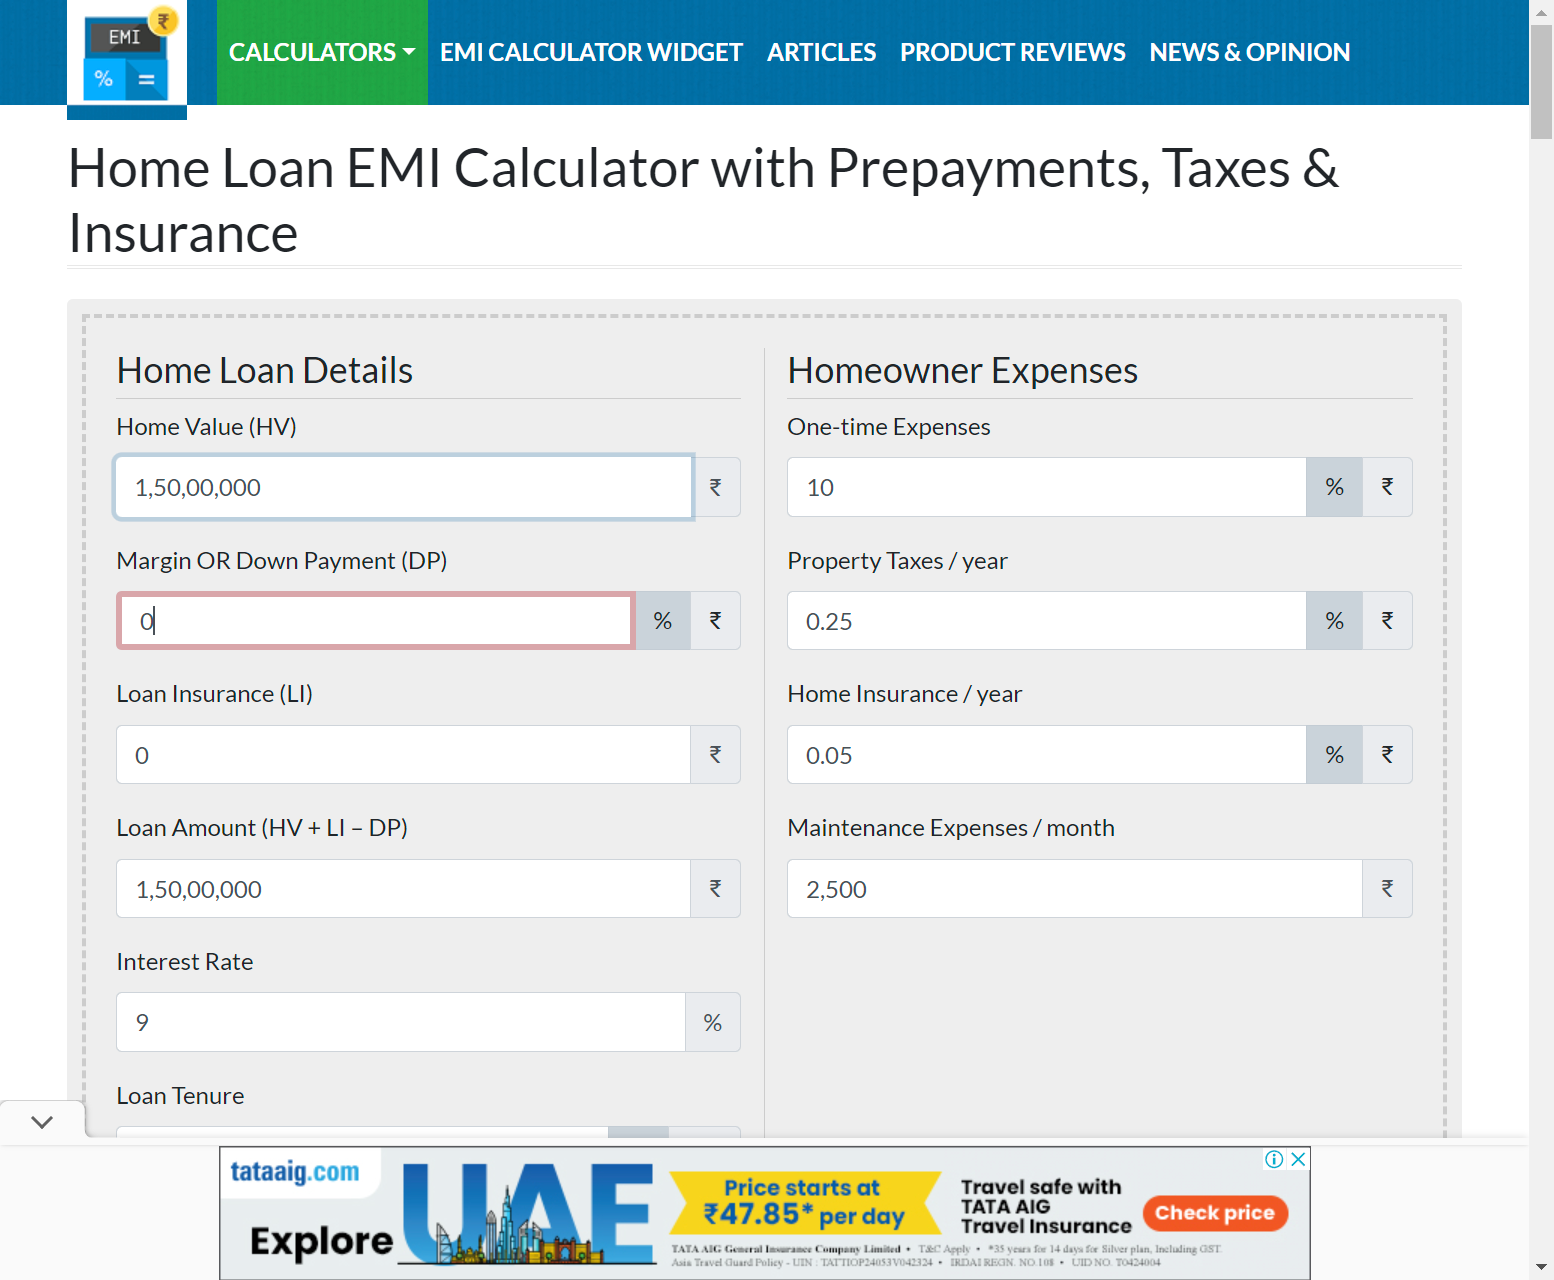 EMI
₹
%
=
CALCULATORS
EMI CALCULATOR WIDGET
ARTICLES
PRODUCT REVIEWS
NEWS & OPINION
Home Loan EMI Calculator with Prepayments, Taxes &
Insurance
Home Loan Details
Home Value (HV)
1,50,00,000
₹
Margin OR Down Payment (DP)
0
%
₹
Loan Insurance (LI)
0
₹
Loan Amount (HV + LI – DP)
1,50,00,000
₹
Interest Rate
9
%
Loan Tenure
Homeowner Expenses
One-time Expenses
10
%
₹
Property Taxes / year
0.25
%
₹
Home Insurance / year
0.05
%
₹
Maintenance Expenses / month
2,500
₹
tataaig.com
Explore
UAE
Price starts at
₹47.85* per day
Travel safe with
TATA AIG
Travel Insurance
Check price
TATA AIG General Insurance Company Limited • T&C Apply • *35 years for 14 days for Silver plan, Including GST.
Asia Travel Guard Policy - UIN : TATTIOP24053V042324 • IRDAI REGN. NO.108 • UID NO. T0424004